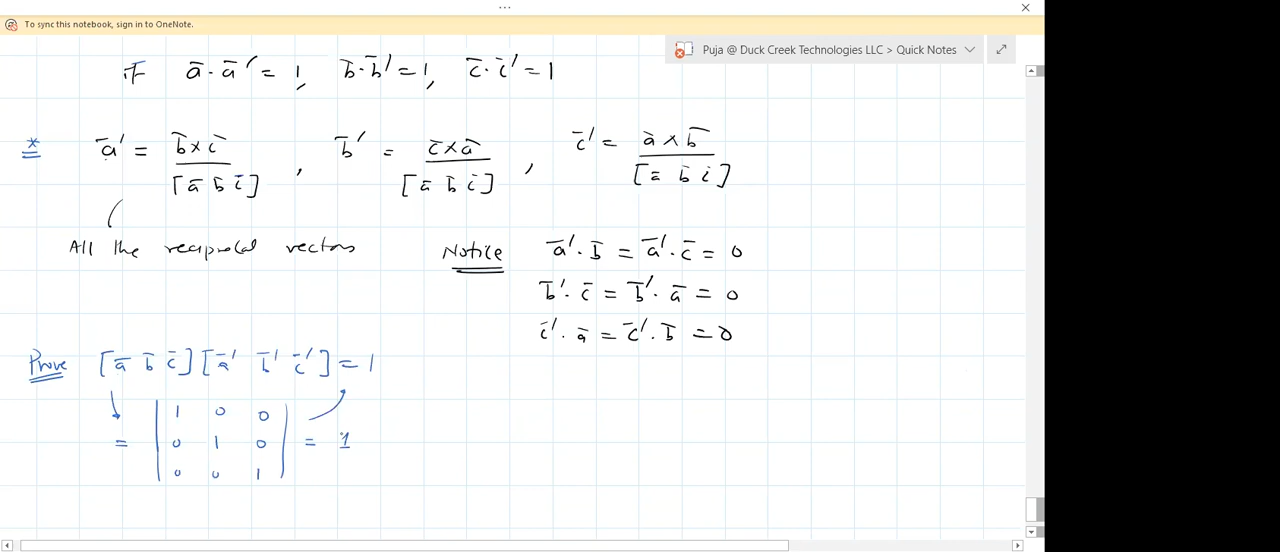 To sync this notebook, sign in to OneNote.
Puja @ Duck Creek Technologies LLC > Quick Notes
if a̅ · a̅′ = 1, b̅ · b̅′ = 1, c̅ · c̅′ = 1
* a̅′ = b̅ × c̅ / [a̅ b̅ c̅] , b̅′ = c̅ × a̅ / [a̅ b̅ c̅] , c̅′ = a̅ × b̅ / [a̅ b̅ c̅]
All the reciprocal vectors
Notice a̅′ · b̅ = a̅′ · c̅ = 0
b̅′ · c̅ = b̅′ · a̅ = 0
c̅′ · a̅ = c̅′ · b̅ = 0
Prove [a̅ b̅ c̅] [a̅′ b̅′ c̅′] = 1
| 1 0 0 |
= | 0 1 0 | = 1
| 0 0 1 |